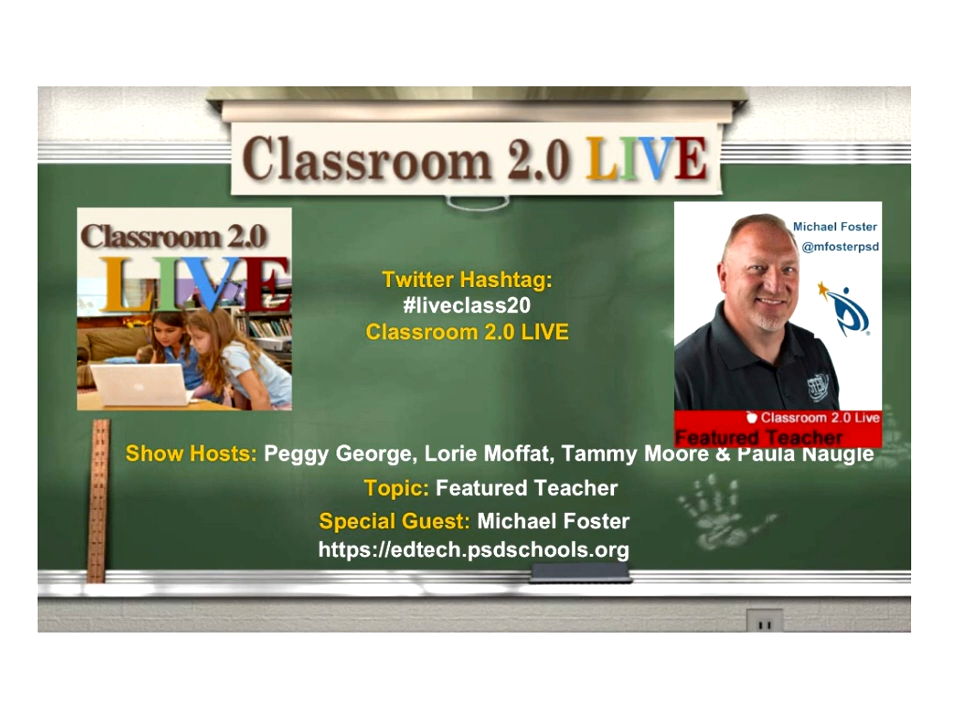 Classroom 2.0 LIVE
Classroom 2.0
LIVE
Twitter Hashtag:
#liveclass20
Classroom 2.0 LIVE
Michael Foster
@mfosterpsd
Classroom 2.0 Live
Featured Teacher
Show Hosts: Peggy George, Lorie Moffat, Tammy Moore & Paula Naugle
Topic: Featured Teacher
Special Guest: Michael Foster
https://edtech.psdschools.org